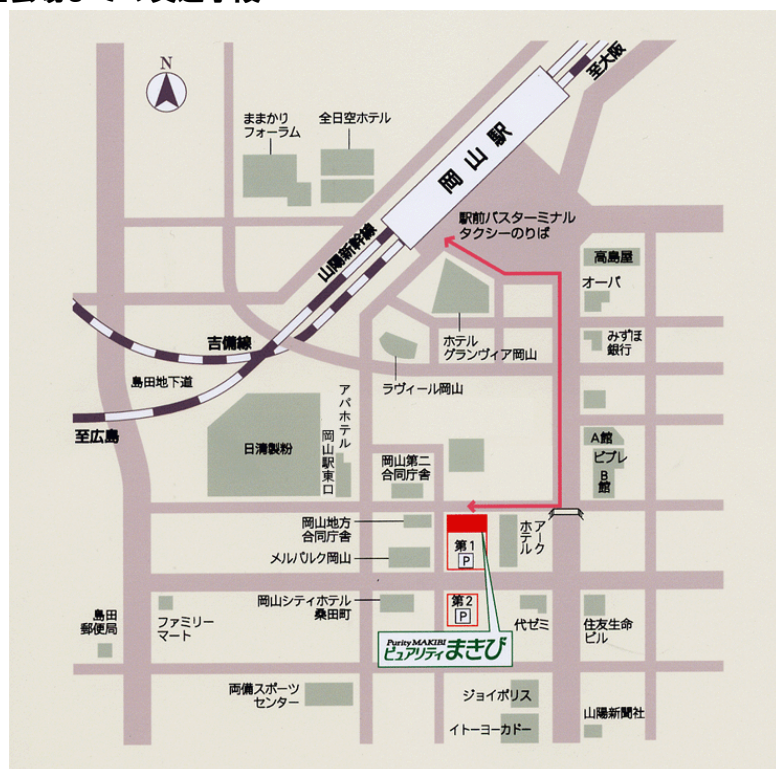 至大阪
N
ままかり
フォーラム
全日空ホテル
岡山駅
駅前バスターミナル
タクシーのりば
山陽新幹線
高島屋
オーパ
吉備線
ホテル
グランヴィア岡山
みずほ
銀行
島田地下道
ラヴィール岡山
アパホテル
岡山駅東口
至広島
日清製粉
岡山第二
合同庁舎
A館
ビブレ
B館
岡山地方
合同庁舎
第1
P
アーク
ホテル
メルパルク岡山
岡山シティホテル
桑田町
第2
P
島田
郵便局
ファミリー
マート
代ゼミ
住友生命
ビル
Purity MAKIBI
ピュアリティまきび
両備スポーツ
センター
ジョイポリス
イトーヨーカドー
山陽新聞社